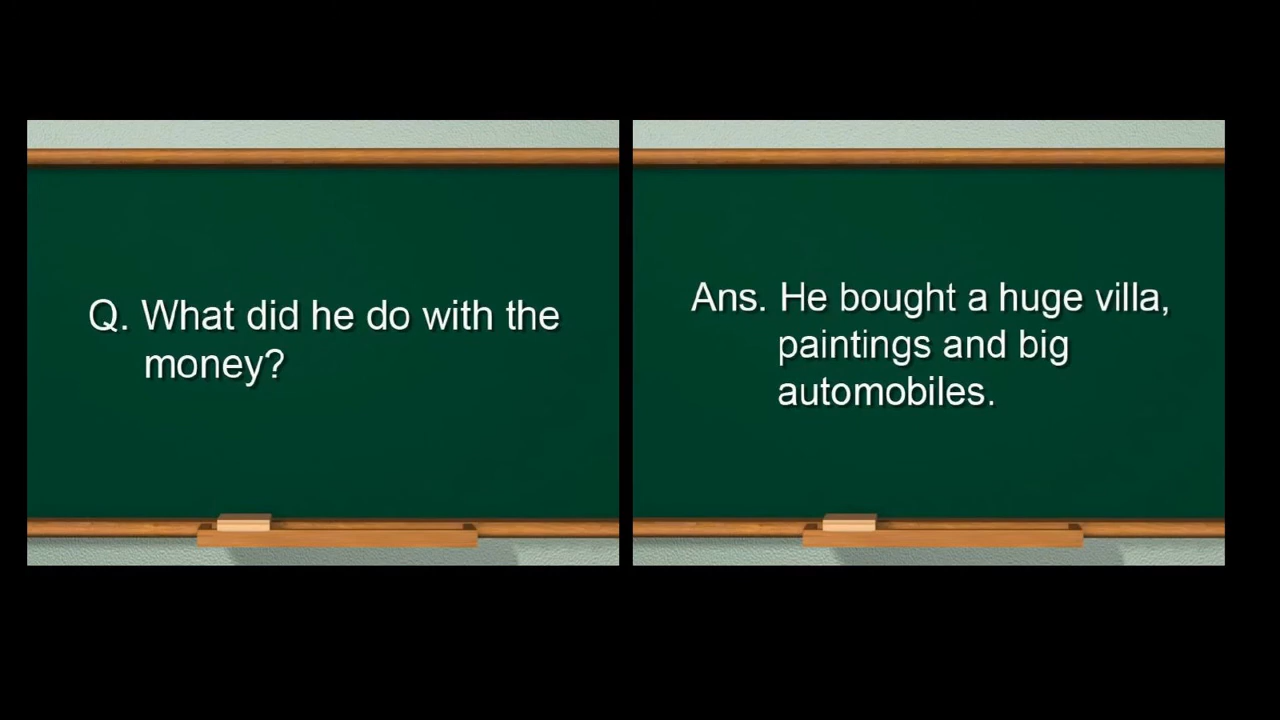 Q. What did he do with the
money?
Ans. He bought a huge villa,
paintings and big
automobiles.